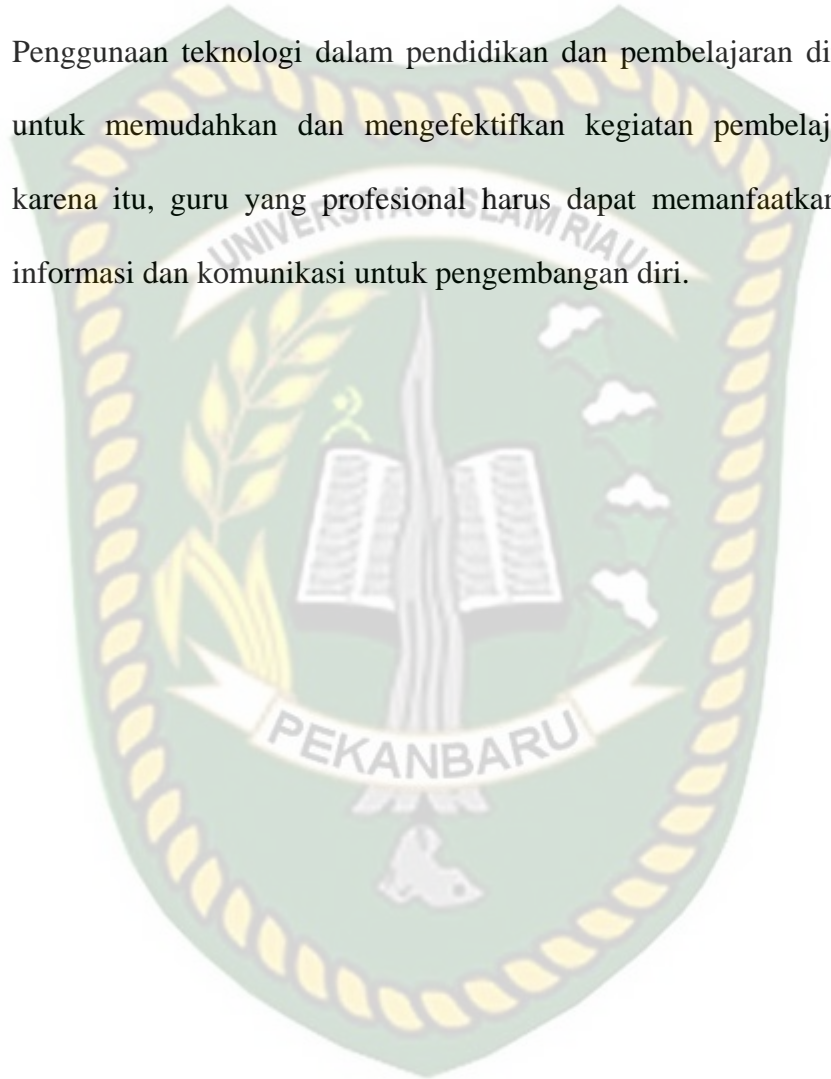 Penggunaan teknologi dalam pendidikan dan pembelajaran di
untuk memudahkan dan mengefektifkan kegiatan pembelaj
karena itu, guru yang profesional harus dapat memanfaatkan
informasi dan komunikasi untuk pengembangan diri.
UNIVERSITAS ISLAM RIAU
PEKANBARU